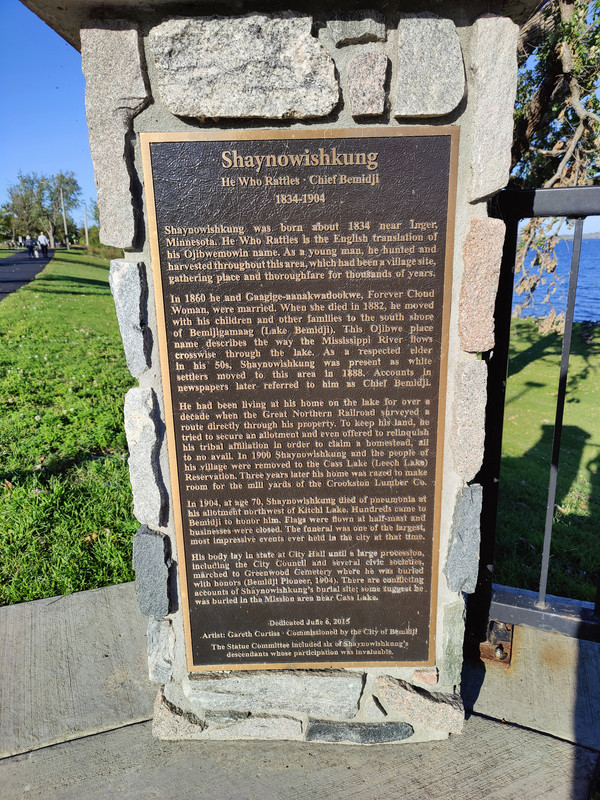 Shaynowishkung
He Who Rattles · Chief Bemidji
1834-1904
Shaynowishkung was born about 1834 near Inger,
Minnesota. He Who Rattles is the English translation of
his Ojibwemowin name. As a young man, he hunted and
harvested throughout this area, which had been a village site,
gathering place and thoroughfare for thousands of years.
In 1860 he and Gaagige-aanakwadookwe, Forever Cloud
Woman, were married. When she died in 1882, he moved
with his children and other families to the south shore
of Bemijigamaag (Lake Bemidji). This Ojibwe place
name describes the way the Mississippi River flows
crosswise through the lake. As a respected elder
in his 50s, Shaynowishkung was present as white
settlers moved to this area in 1888. Accounts in
newspapers later referred to him as Chief Bemidji.
He had been living at his home on the lake for over a
decade when the Great Northern Railroad surveyed a
route directly through his property. To keep his land, he
tried to secure an allotment and even offered to relinquish
his tribal affiliation in order to claim a homestead, all
to no avail. In 1900 Shaynowishkung and the people of
his village were removed to the Cass Lake (Leech Lake)
Reservation. Three years later his home was razed to make
room for the mill yards of the Crookston Lumber Co.
In 1904, at age 70, Shaynowishkung died of pneumonia at
his allotment northwest of Kitchi Lake. Hundreds came to
Bemidji to honor him. Flags were flown at half-mast and
businesses were closed. The funeral was one of the largest,
most impressive events ever held in the city at that time.
His body lay in state at City Hall until a large procession,
including the City Council and several civic societies,
marched to Greenwood Cemetery where he was buried
with honors (Bemidji Pioneer, 1904). There are conflicting
accounts of Shaynowishkung's burial site; some suggest he
was buried in the Mission area near Cass Lake.
Dedicated June 6, 2015
Artist: Gareth Curtiss · Commissioned by the City of Bemidji
The Statue Committee included six of Shaynowishkung's
descendants whose participation was invaluable.